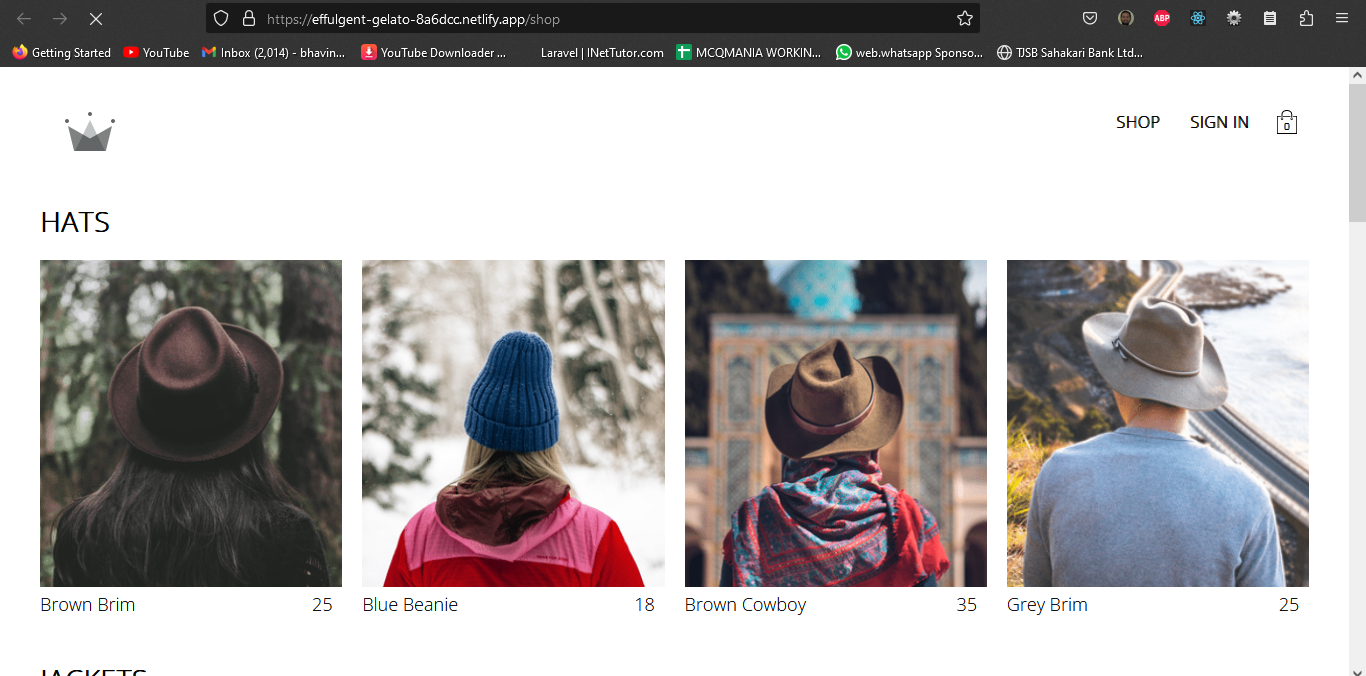 https://effulgent-gelato-8a6dcc.netlify.app/shop
ABP
Getting Started YouTube Inbox (2,014) - bhavin... YouTube Downloader ... Laravel | INetTutor.com MCQMANIA WORKIN... web.whatsapp Sponso... TJSB Sahakari Bank Ltd...
SHOP SIGN IN 0
HATS
Brown Brim 25 Blue Beanie 18 Brown Cowboy 35 Grey Brim 25
JACKETS